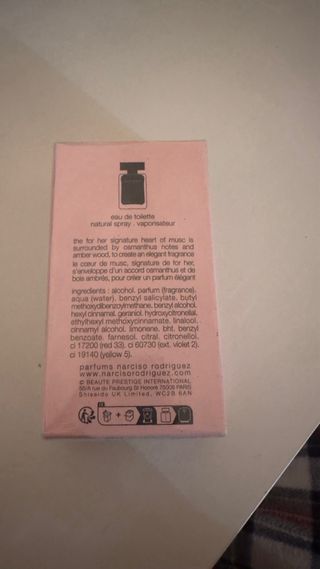 eau de toilette
natural spray . vaporisateur
the for her signature heart of musc is
surrounded by osmanthus notes and
amber wood, to create an elegant fragrance
le cœur de musc, signature de for her,
s'enveloppe d'un accord osmanthus et de
bois ambrés, pour créer un parfum élégant
ingredients : alcohol. parfum (fragrance).
aqua (water). benzyl salicylate. butyl
methoxydibenzoylmethane. benzyl alcohol.
hexyl cinnamal. geraniol. hydroxycitronellal.
ethylhexyl methoxycinnamate. linalool.
cinnamyl alcohol. limonene. bht. benzyl
benzoate. farnesol. citral. citronellol.
ci 17200 (red 33). ci 60730 (ext. violet 2).
ci 19140 (yellow 5).
parfums narciso rodriguez
www.narcisorodriguez.com
© BEAUTE PRESTIGE INTERNATIONAL
55/A rue du Faubourg St Honoré 75008 PARIS
Shiseido UK Limited, WC2B 6AN